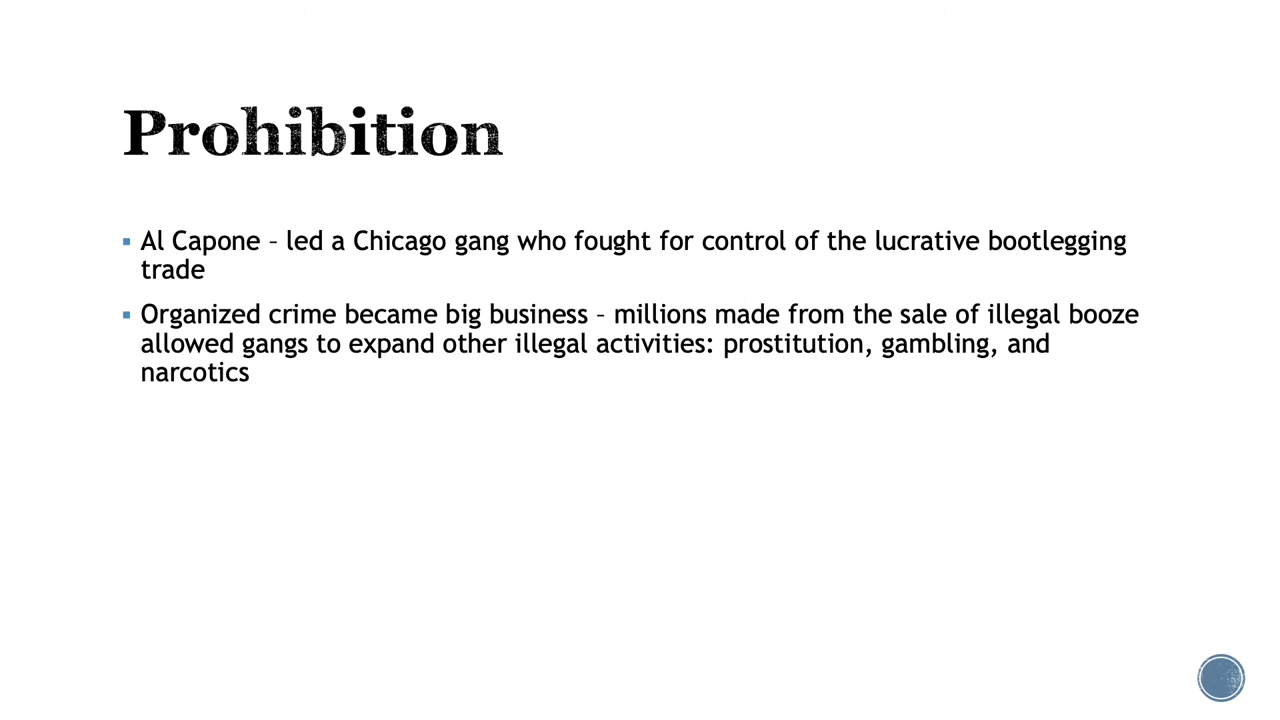 Prohibition
▪ Al Capone – led a Chicago gang who fought for control of the lucrative bootlegging
trade
▪ Organized crime became big business – millions made from the sale of illegal booze
allowed gangs to expand other illegal activities: prostitution, gambling, and
narcotics